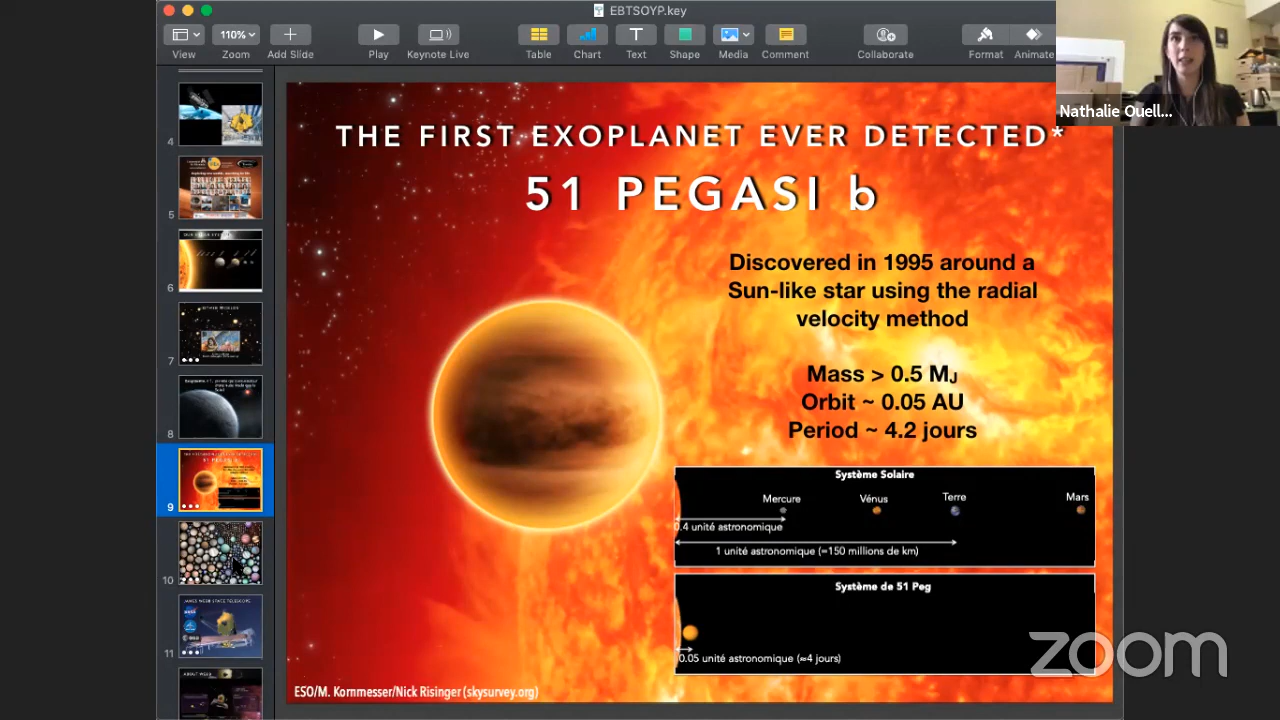 EBTSOYP.key
110%
View
Zoom
Add Slide
Play
Keynote Live
Table
Chart
Text
Shape
Media
Comment
Collaborate
Format
Animate
Nathalie Ouell...
4
5
6
7
8
9
10
11
THE FIRST EXOPLANET EVER DETECTED*
51 PEGASI b
Discovered in 1995 around a
Sun-like star using the radial
velocity method
Mass > 0.5 MJ
Orbit ~ 0.05 AU
Period ~ 4.2 jours
Système Solaire
Mercure
Vénus
Terre
Mars
0.4 unité astronomique
1 unité astronomique (=150 millions de km)
Système de 51 Peg
0.05 unité astronomique (≈4 jours)
ESO/M. Kornmesser/Nick Risinger (skysurvey.org)
zoom